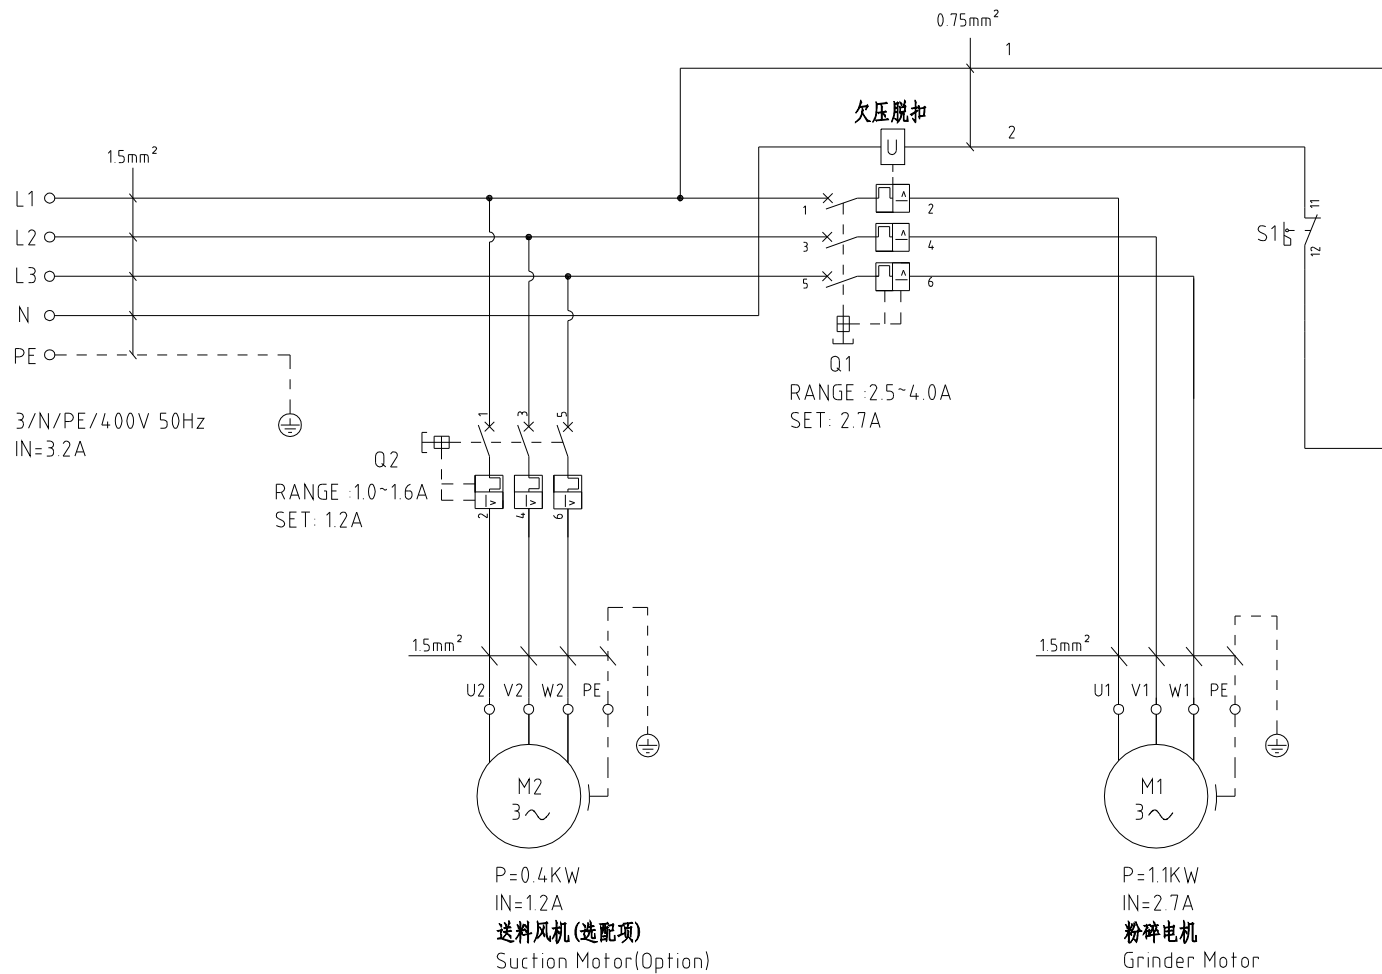 0.75mm²
1
欠压脱扣
2
U
1.5mm²
L1
1
2
11
L2
3
4
S1
12
L3
5
6
N
PE
Q1
RANGE :2.5~4.0A
SET: 2.7A
3/N/PE/400V 50Hz
IN=3.2A
1
3
5
Q2
RANGE :1.0~1.6A
SET: 1.2A
2
4
6
1.5mm²
1.5mm²
U2 V2 W2 PE
U1 V1 W1 PE
M2
3~
M1
3~
P=0.4KW
IN=1.2A
送料风机(选配项)
Suction Motor(Option)
P=1.1KW
IN=2.7A
粉碎电机
Grinder Motor